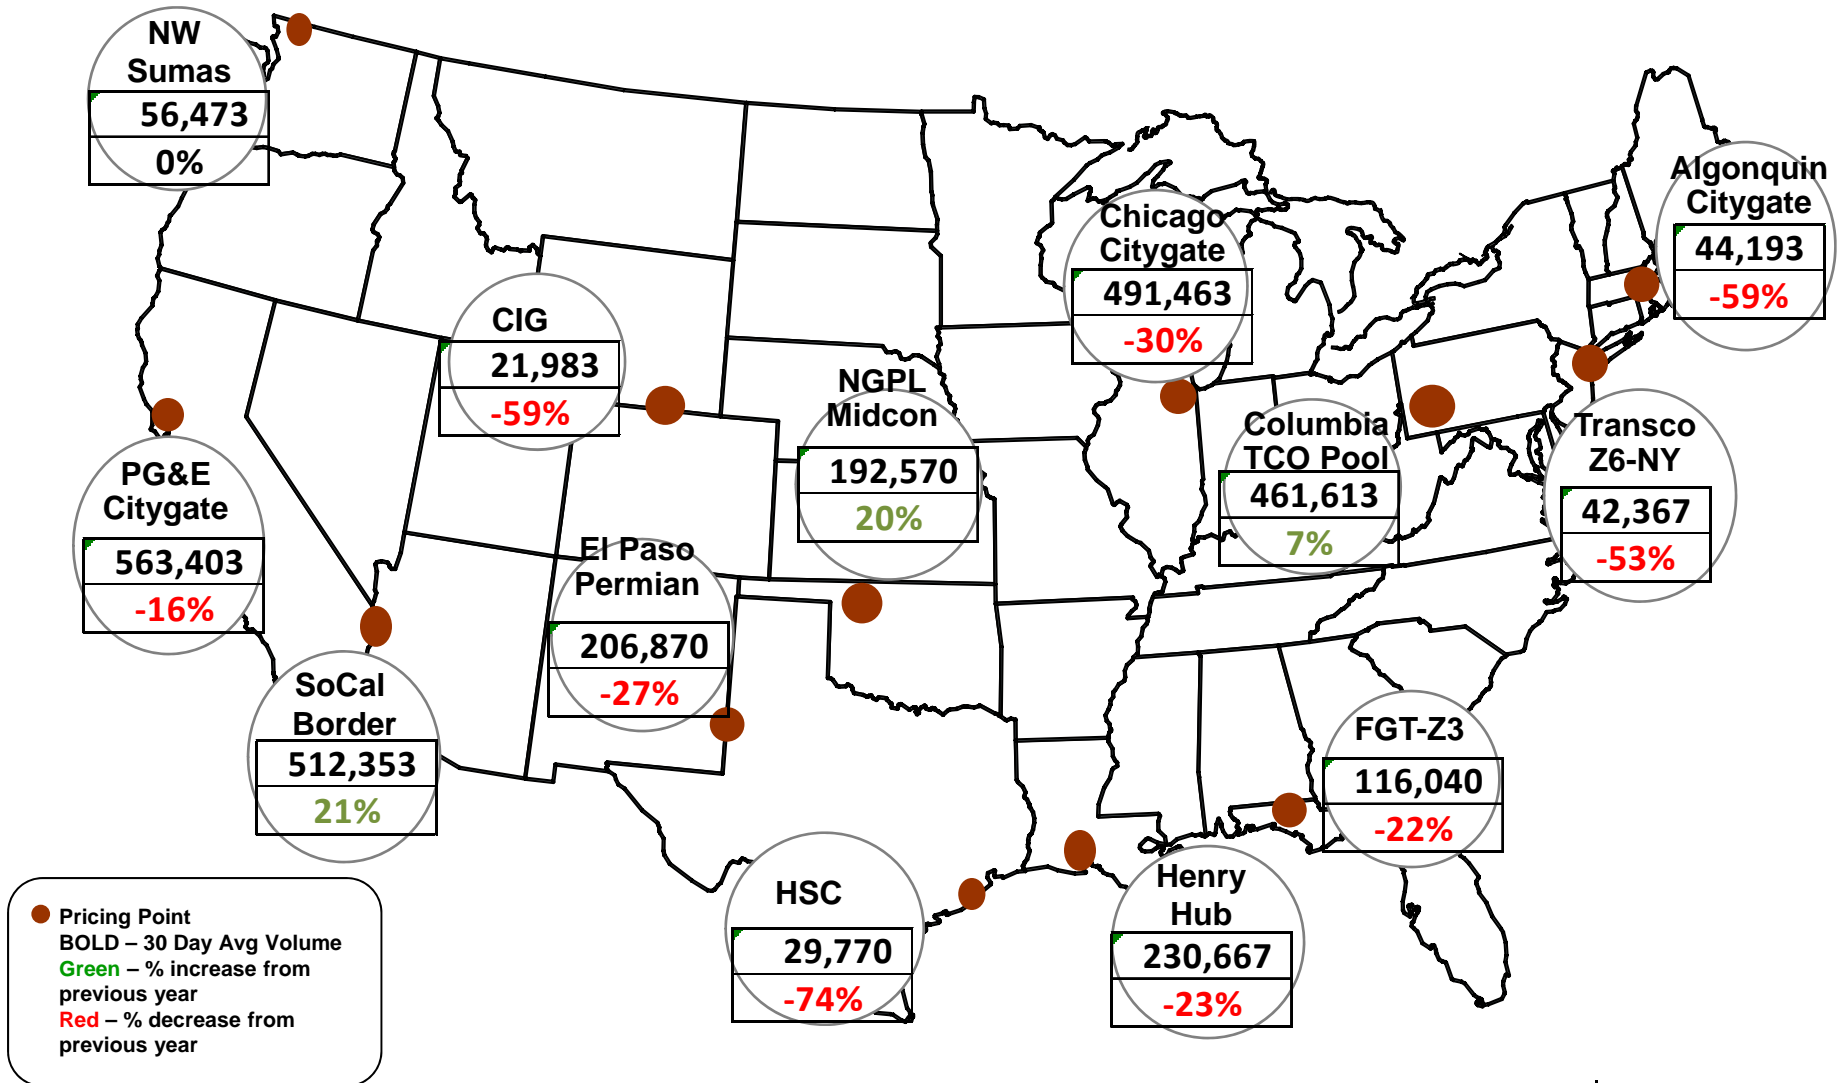 NW
Sumas
56,473
0%
Algonquin
Citygate
44,193
-59%
Chicago
Citygate
491,463
-30%
CIG
21,983
-59%
NGPL
Midcon
192,570
20%
Columbia
TCO Pool
461,613
7%
Transco
Z6-NY
42,367
-53%
PG&E
Citygate
563,403
-16%
El Paso
Permian
206,870
-27%
SoCal
Border
512,353
21%
FGT-Z3
116,040
-22%
HSC
29,770
-74%
Henry
Hub
230,667
-23%
Pricing Point
BOLD – 30 Day Avg Volume
Green – % increase from
previous year
Red – % decrease from
previous year